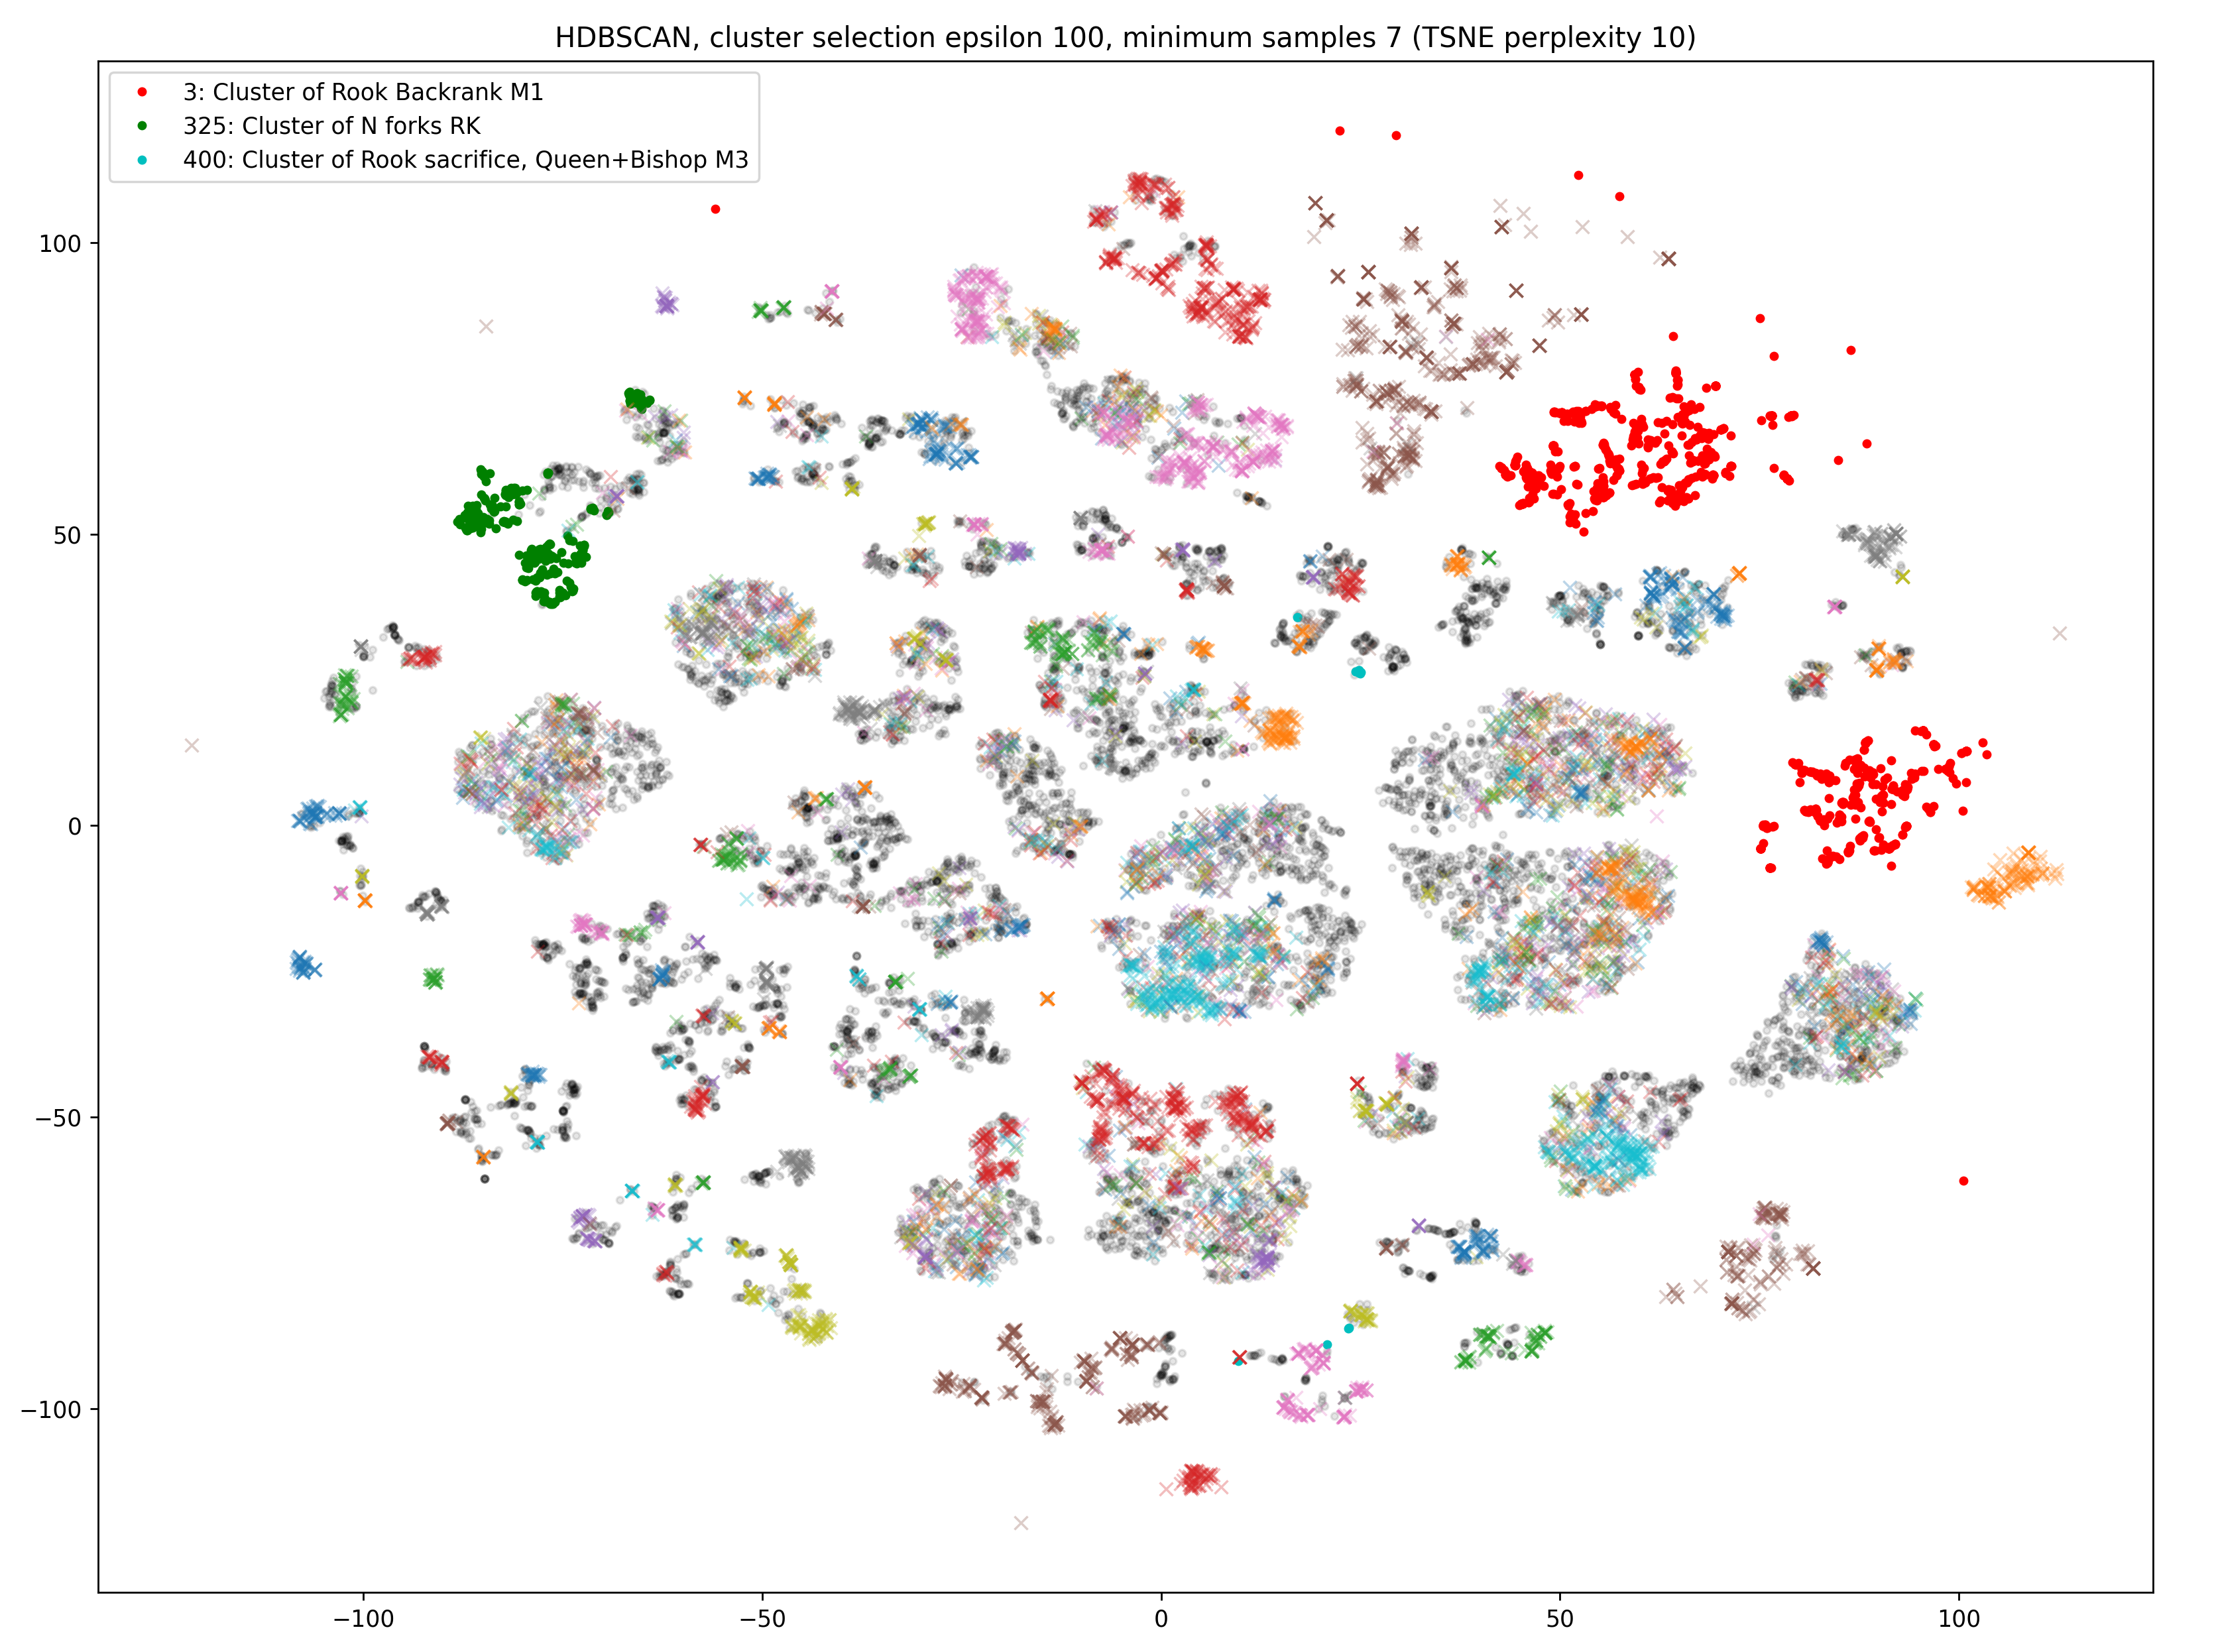 HDBSCAN, cluster selection epsilon 100, minimum samples 7 (TSNE perplexity 10)
3: Cluster of Rook Backrank M1
325: Cluster of N forks RK
400: Cluster of Rook sacrifice, Queen+Bishop M3
100
50
0
−50
−100
−100
−50
0
50
100